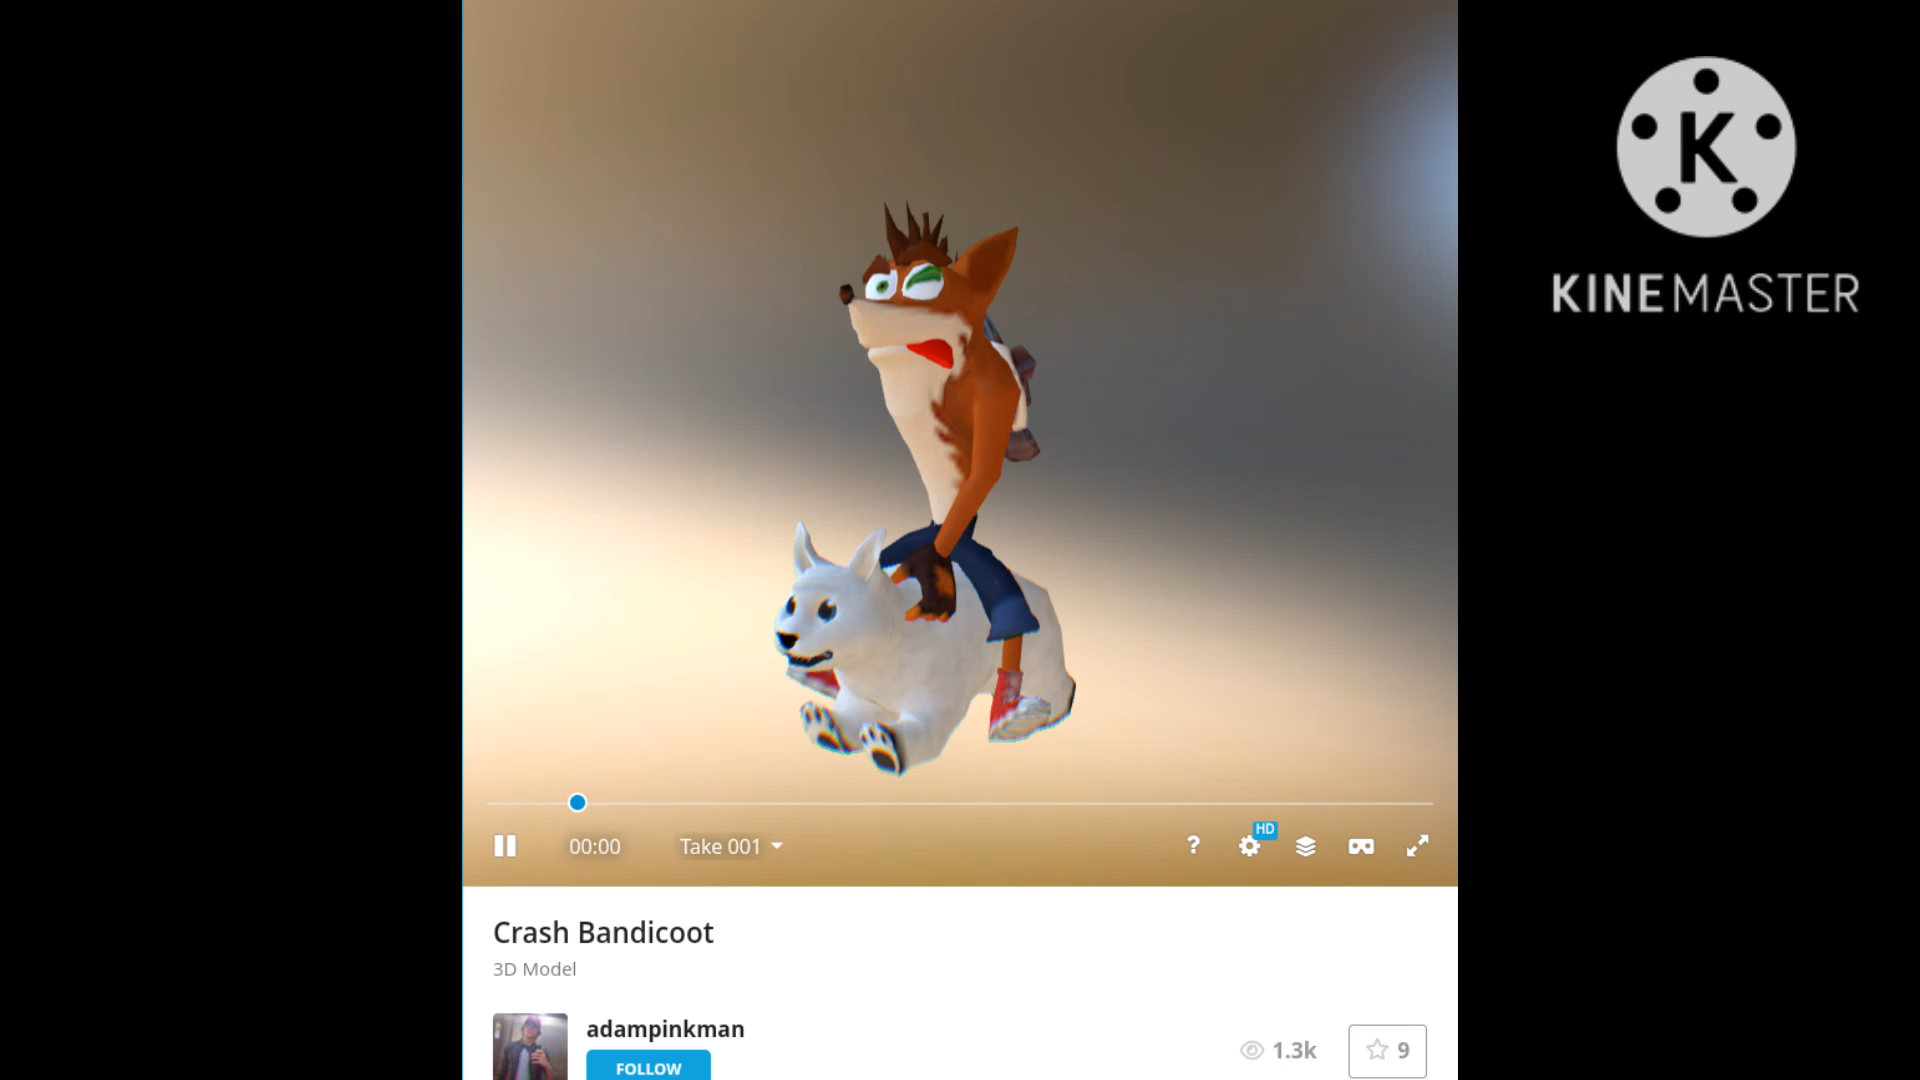 K
KINEMASTER
HD
00:00
Take 001
?
Crash Bandicoot
3D Model
adampinkman
FOLLOW
1.3k
9